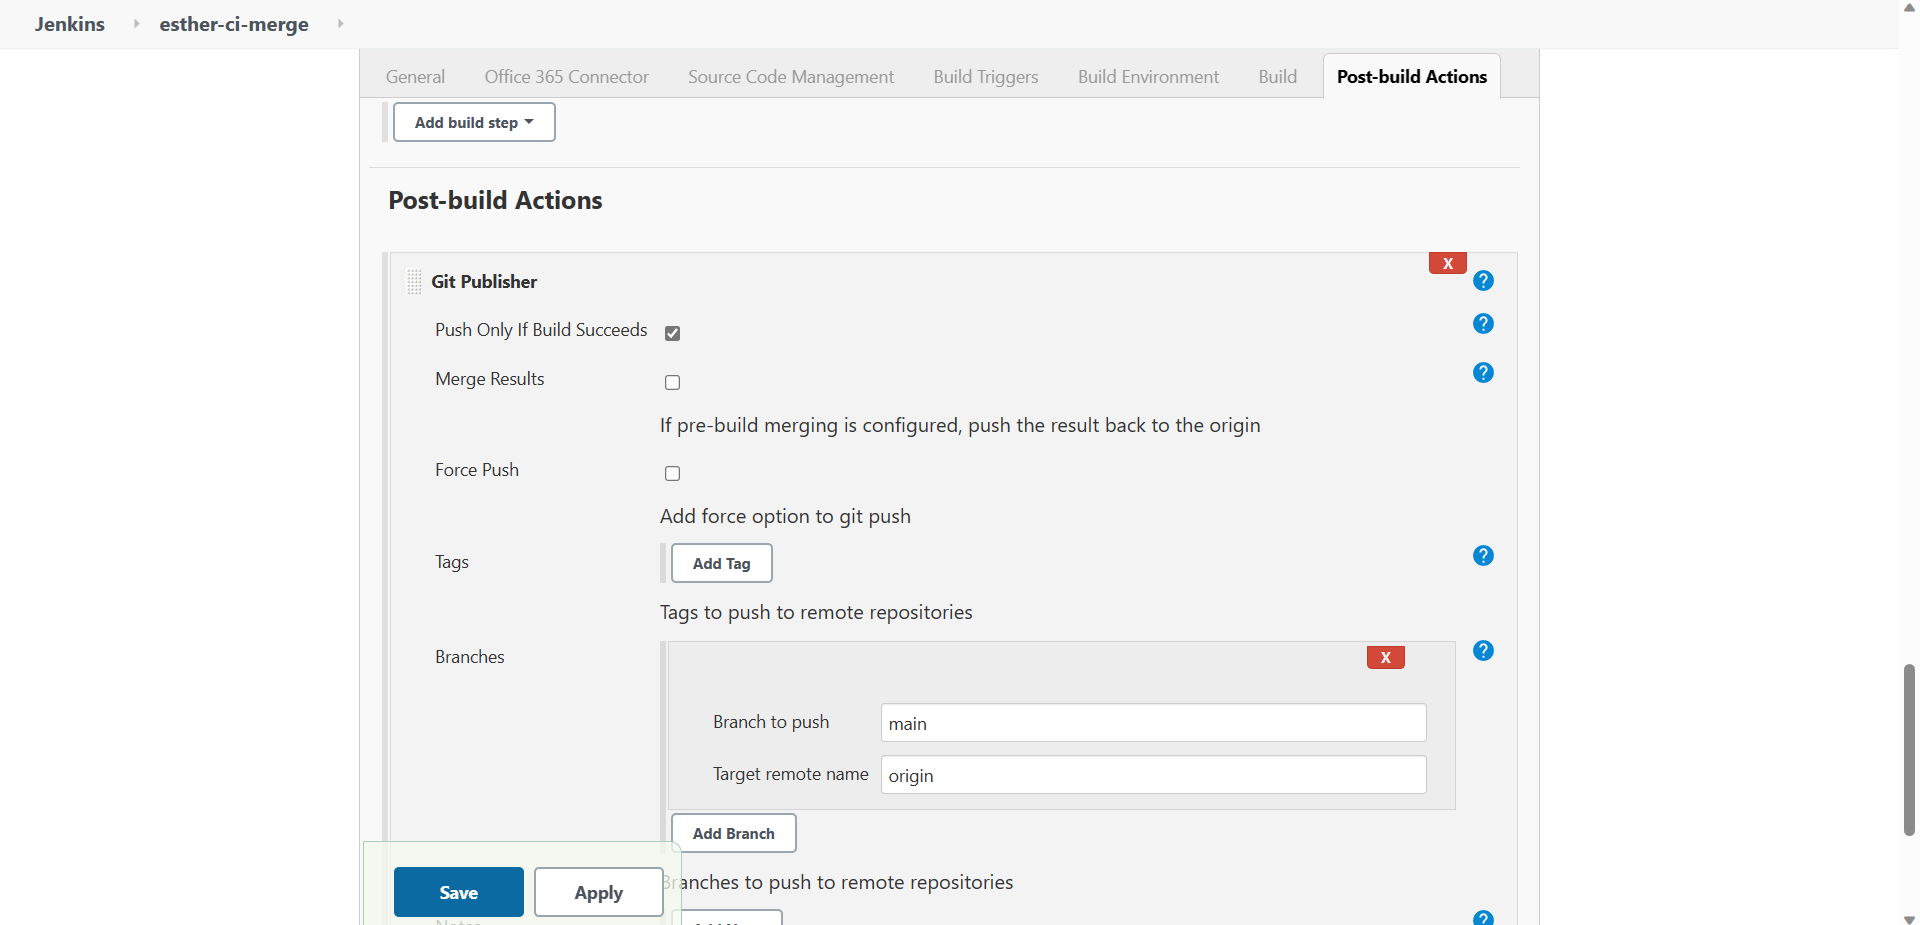 Jenkins esther-ci-merge
General Office 365 Connector Source Code Management Build Triggers Build Environment Build Post-build Actions
Add build step
Post-build Actions
X
Git Publisher ?
Push Only If Build Succeeds ?
Merge Results ?
If pre-build merging is configured, push the result back to the origin
Force Push
Add force option to git push
Tags Add Tag ?
Tags to push to remote repositories
Branches X ?
Branch to push main
Target remote name origin
Add Branch
Save Apply Branches to push to remote repositories
?